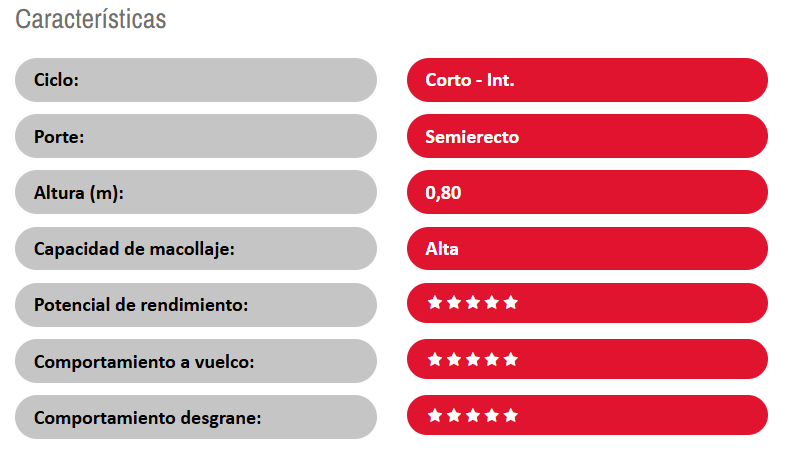 Características
Ciclo: Corto - Int.
Porte: Semierecto
Altura (m): 0,80
Capacidad de macollaje: Alta
Potencial de rendimiento: ★★★★★
Comportamiento a vuelco: ★★★★★
Comportamiento desgrane: ★★★★★